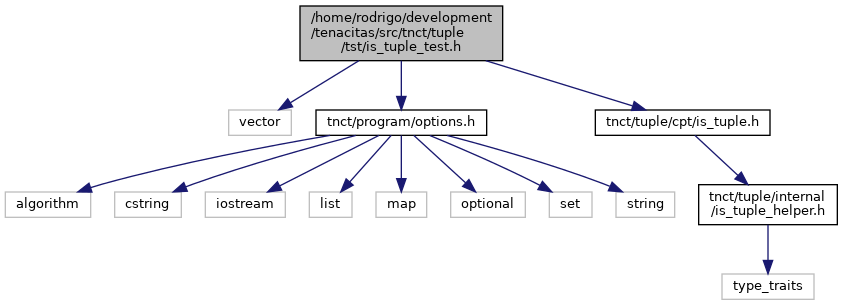 /home/rodrigo/development
/tenacitas/src/tnct/tuple
/tst/is_tuple_test.h
vector
tnct/program/options.h
tnct/tuple/cpt/is_tuple.h
algorithm
cstring
iostream
list
map
optional
set
string
tnct/tuple/internal
/is_tuple_helper.h
type_traits